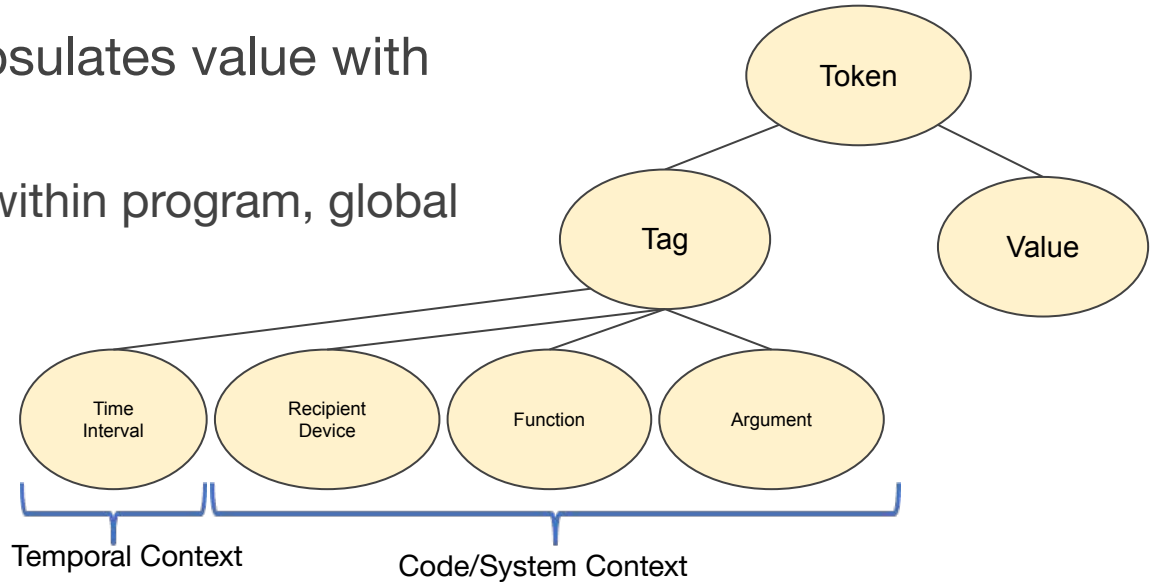 sulates value with
Token
within program, global
Tag
Value
Time
Interval
Recipient
Device
Function
Argument
Temporal Context
Code/System Context